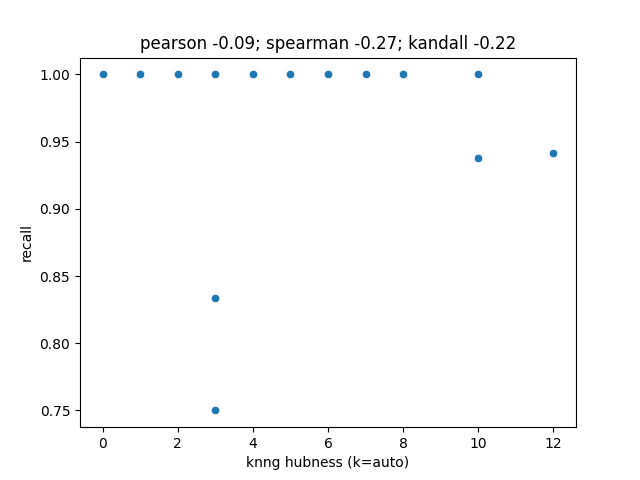 pearson -0.09; spearman -0.27; kandall -0.22
1.00
0.95
0.90
0.85
0.80
0.75
recall
0 2 4 6 8 10 12
knng hubness (k=auto)